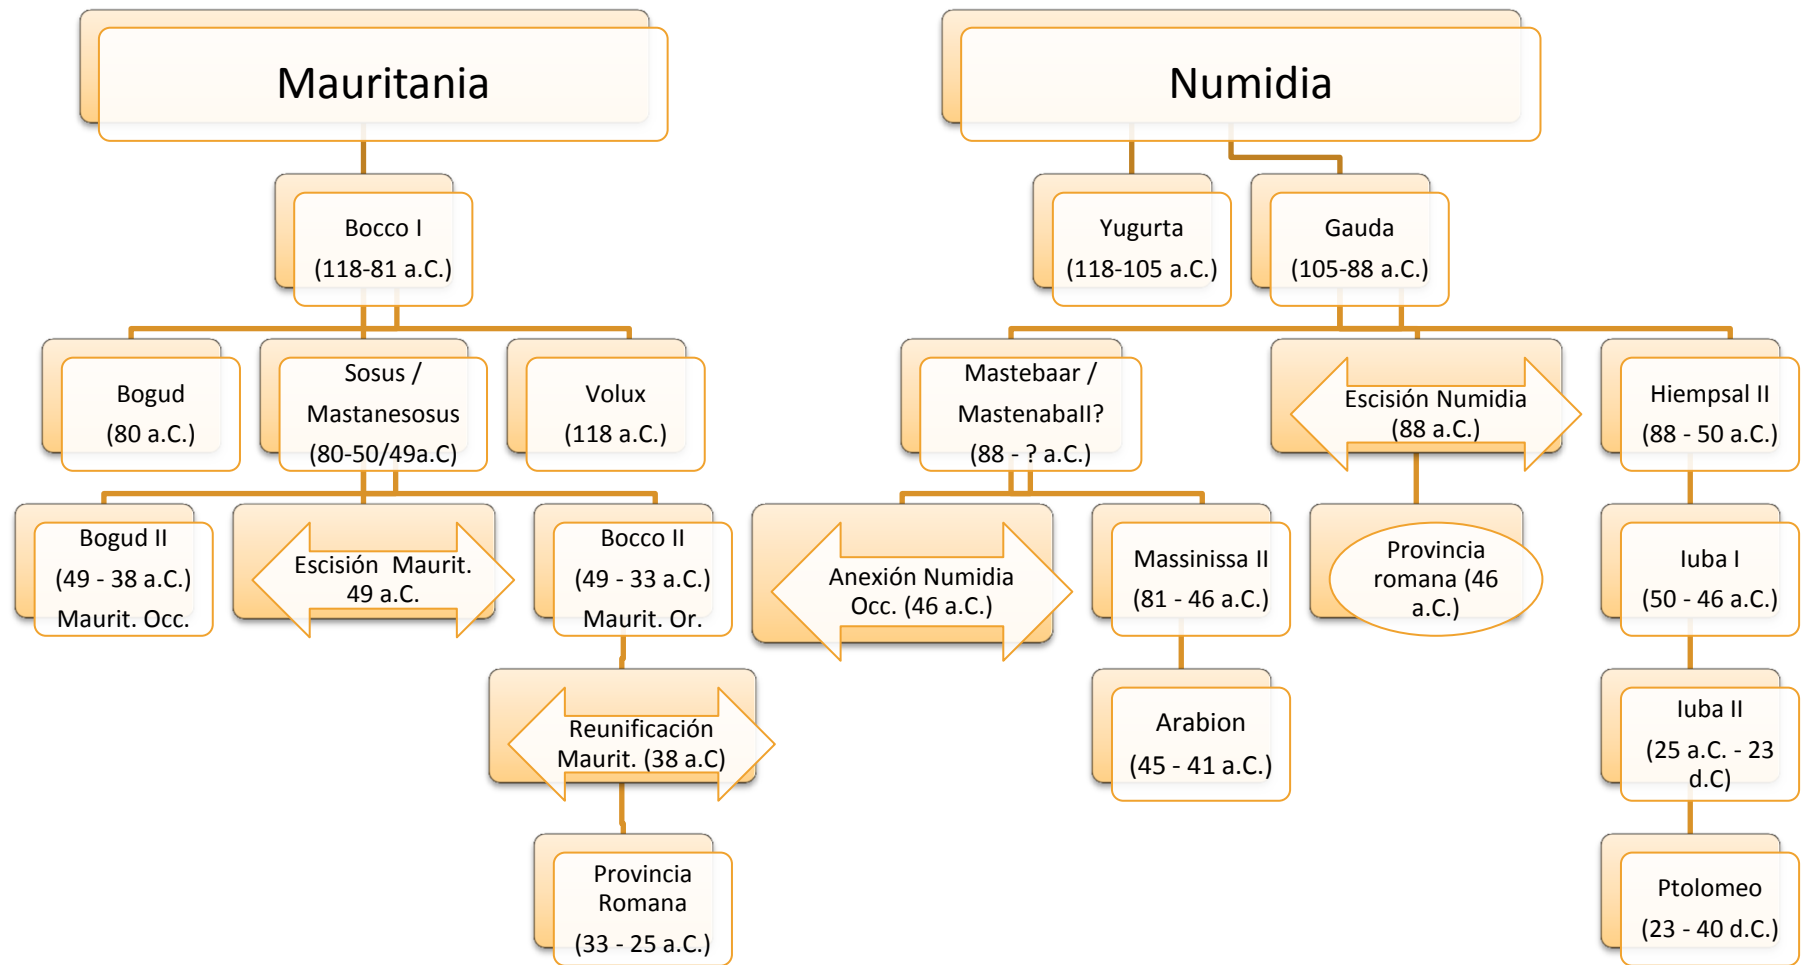 Mauritania
Numidia
Bocco I
(118-81 a.C.)
Yugurta
(118-105 a.C.)
Gauda
(105-88 a.C.)
Bogud
(80 a.C.)
Sosus /
Mastanesosus
(80-50/49a.C)
Volux
(118 a.C.)
Mastebaar /
MastenabaII?
(88 - ? a.C.)
Escisión Numidia
(88 a.C.)
Hiempsal II
(88 - 50 a.C.)
Bogud II
(49 - 38 a.C.)
Maurit. Occ.
Escisión Maurit.
49 a.C.
Bocco II
(49 - 33 a.C.)
Maurit. Or.
Anexión Numidia
Occ. (46 a.C.)
Massinissa II
(81 - 46 a.C.)
Provincia
romana (46
a.C.)
Iuba I
(50 - 46 a.C.)
Reunificación
Maurit. (38 a.C)
Arabion
(45 - 41 a.C.)
Iuba II
(25 a.C. - 23
d.C)
Provincia
Romana
(33 - 25 a.C.)
Ptolomeo
(23 - 40 d.C.)